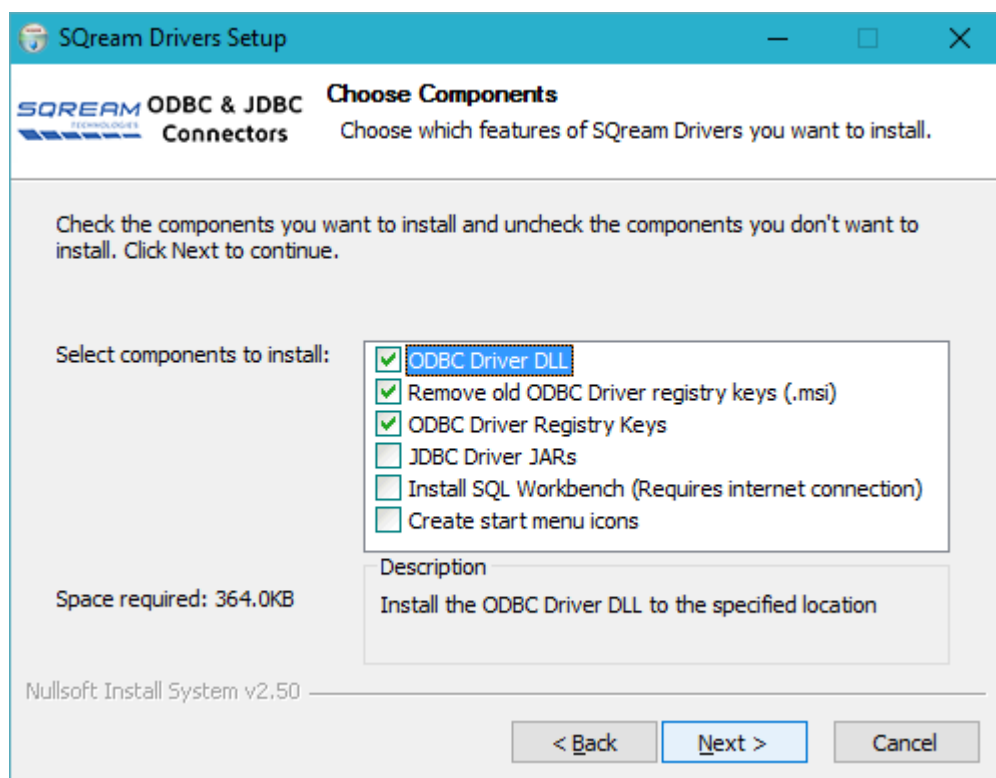 SQream Drivers Setup
SQREAM
TECHNOLOGIES
ODBC & JDBC
Connectors
Choose Components
Choose which features of SQream Drivers you want to install.
Check the components you want to install and uncheck the components you don't want to
install. Click Next to continue.
Select components to install:
ODBC Driver DLL
Remove old ODBC Driver registry keys (.msi)
ODBC Driver Registry Keys
JDBC Driver JARs
Install SQL Workbench (Requires internet connection)
Create start menu icons
Space required: 364.0KB
Description
Install the ODBC Driver DLL to the specified location
Nullsoft Install System v2.50
< Back
Next >
Cancel